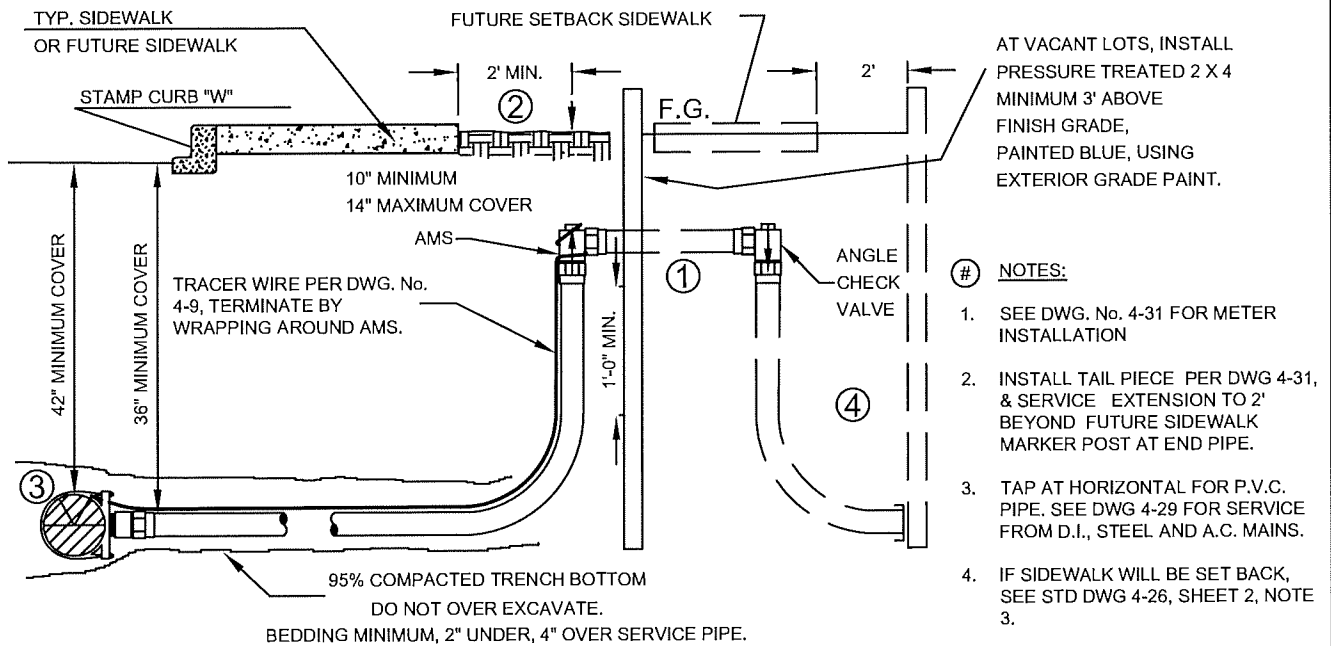 TYP. SIDEWALK
OR FUTURE SIDEWALK
FUTURE SETBACK SIDEWALK
2' MIN.
2'
STAMP CURB "W"
②
F.G.
AT VACANT LOTS, INSTALL
PRESSURE TREATED 2 X 4
MINIMUM 3' ABOVE
FINISH GRADE,
PAINTED BLUE, USING
EXTERIOR GRADE PAINT.
10" MINIMUM
14" MAXIMUM COVER
AMS
42" MINIMUM COVER
36" MINIMUM COVER
TRACER WIRE PER DWG. No.
4-9, TERMINATE BY
WRAPPING AROUND AMS.
1'-0" MIN.
①
ANGLE
CHECK
VALVE
④
③
95% COMPACTED TRENCH BOTTOM
DO NOT OVER EXCAVATE.
BEDDING MINIMUM, 2" UNDER, 4" OVER SERVICE PIPE.
# NOTES:
1. SEE DWG. No. 4-31 FOR METER
INSTALLATION
2. INSTALL TAIL PIECE PER DWG 4-31,
& SERVICE EXTENSION TO 2'
BEYOND FUTURE SIDEWALK
MARKER POST AT END PIPE.
3. TAP AT HORIZONTAL FOR P.V.C.
PIPE. SEE DWG 4-29 FOR SERVICE
FROM D.I., STEEL AND A.C. MAINS.
4. IF SIDEWALK WILL BE SET BACK,
SEE STD DWG 4-26, SHEET 2, NOTE
3.